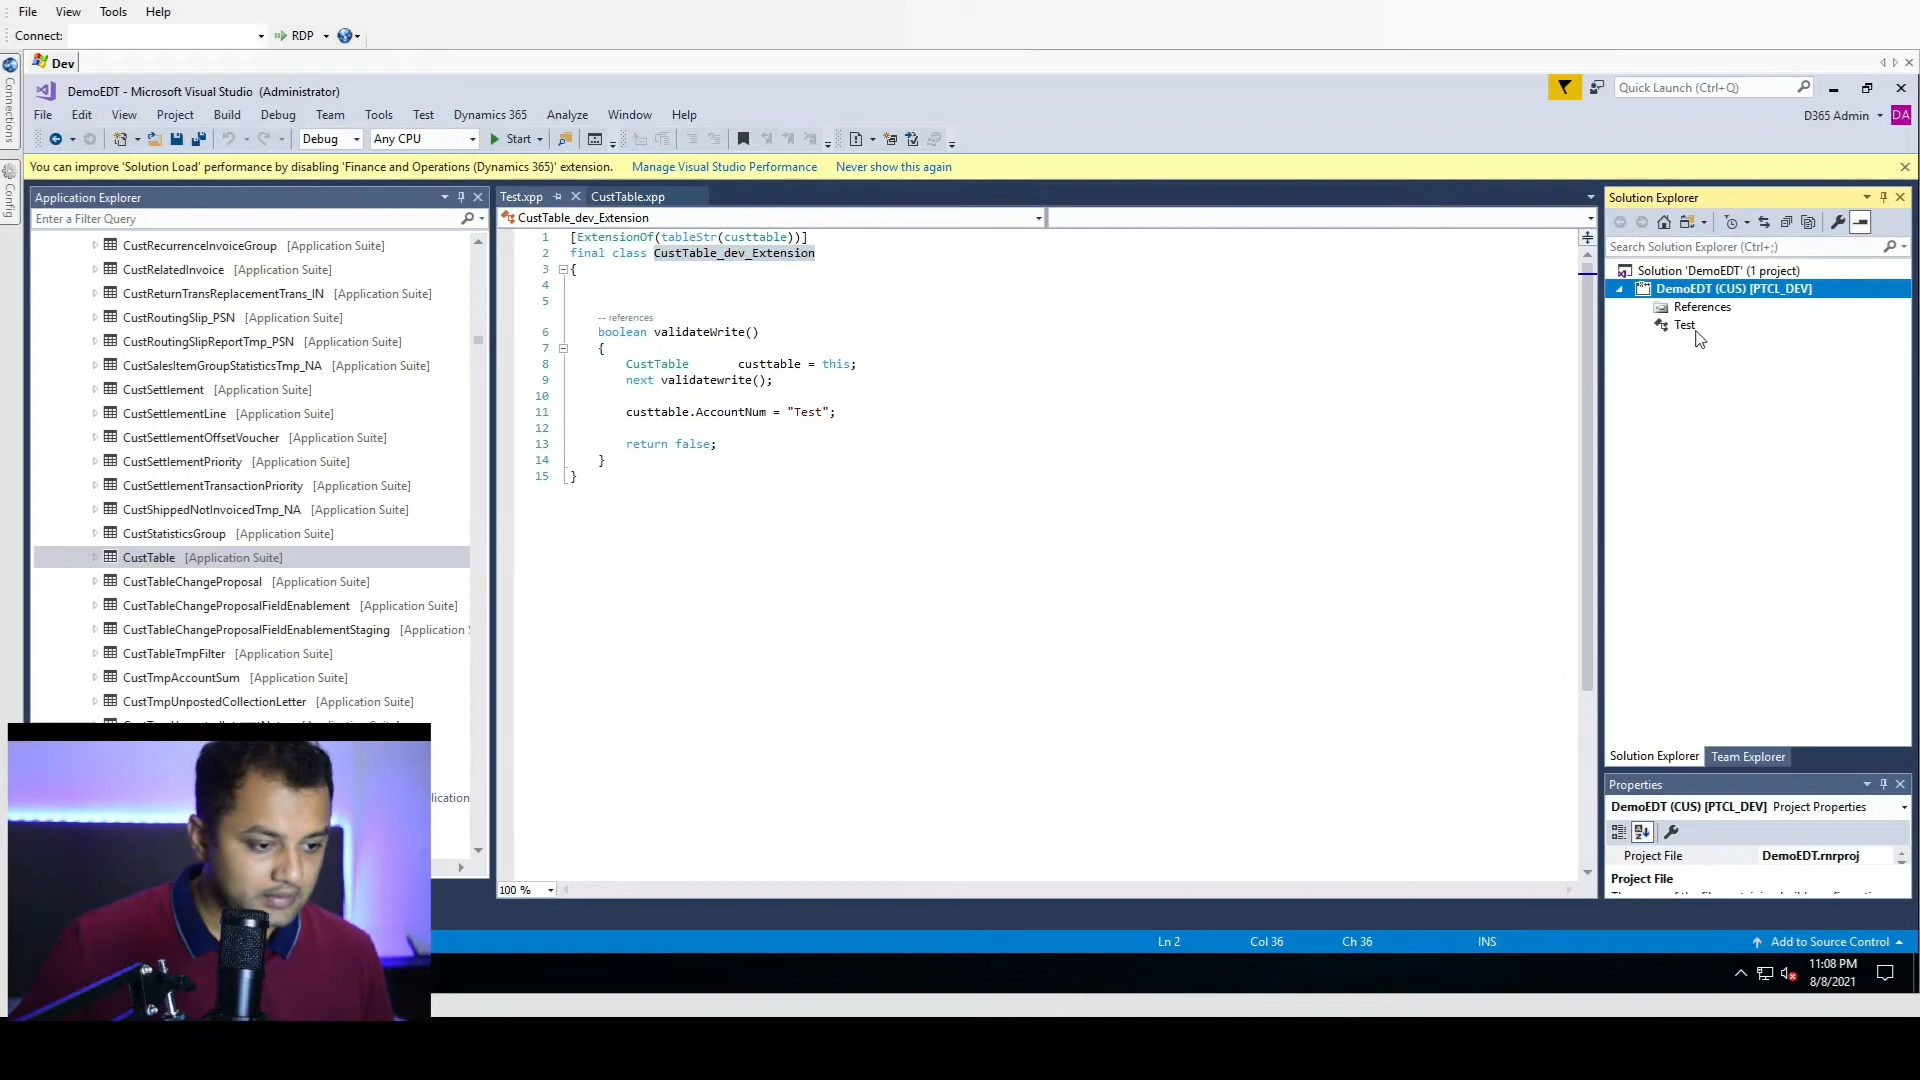 File View Tools Help
Connect: RDP
Dev
Connections
Config
DemoEDT - Microsoft Visual Studio (Administrator)
Quick Launch (Ctrl+Q)
File Edit View Project Build Debug Team Tools Test Dynamics 365 Analyze Window Help
D365 Admin DA
Debug Any CPU Start
You can improve 'Solution Load' performance by disabling 'Finance and Operations (Dynamics 365)' extension. Manage Visual Studio Performance Never show this again
Application Explorer
Enter a Filter Query
CustRecurrenceInvoiceGroup [Application Suite]
CustRelatedInvoice [Application Suite]
CustReturnTransReplacementTrans_IN [Application Suite]
CustRoutingSlip_PSN [Application Suite]
CustRoutingSlipReportTmp_PSN [Application Suite]
CustSalesItemGroupStatisticsTmp_NA [Application Suite]
CustSettlement [Application Suite]
CustSettlementLine [Application Suite]
CustSettlementOffsetVoucher [Application Suite]
CustSettlementPriority [Application Suite]
CustSettlementTransactionPriority [Application Suite]
CustShippedNotInvoicedTmp_NA [Application Suite]
CustStatisticsGroup [Application Suite]
CustTable [Application Suite]
CustTableChangeProposal [Application Suite]
CustTableChangeProposalFieldEnablement [Application Suite]
CustTableChangeProposalFieldEnablementStaging [Application
CustTableTmpFilter [Application Suite]
CustTmpAccountSum [Application Suite]
CustTmpUnpostedCollectionLetter [Application Suite]
lication
Test.xpp CustTable.xpp
CustTable_dev_Extension
1 [ExtensionOf(tableStr(custtable))]
2 final class CustTable_dev_Extension
3 {
4
5
-- references
6 boolean validateWrite()
7 {
8 CustTable custtable = this;
9 next validatewrite();
10
11 custtable.AccountNum = "Test";
12
13 return false;
14 }
15 }
100 %
Solution Explorer
Search Solution Explorer (Ctrl+;)
Solution 'DemoEDT' (1 project)
DemoEDT (CUS) [PTCL_DEV]
References
Test
Solution Explorer Team Explorer
Properties
DemoEDT (CUS) [PTCL_DEV] Project Properties
Project File DemoEDT.rnrproj
Project File
Ln 2 Col 36 Ch 36 INS Add to Source Control
11:08 PM
8/8/2021